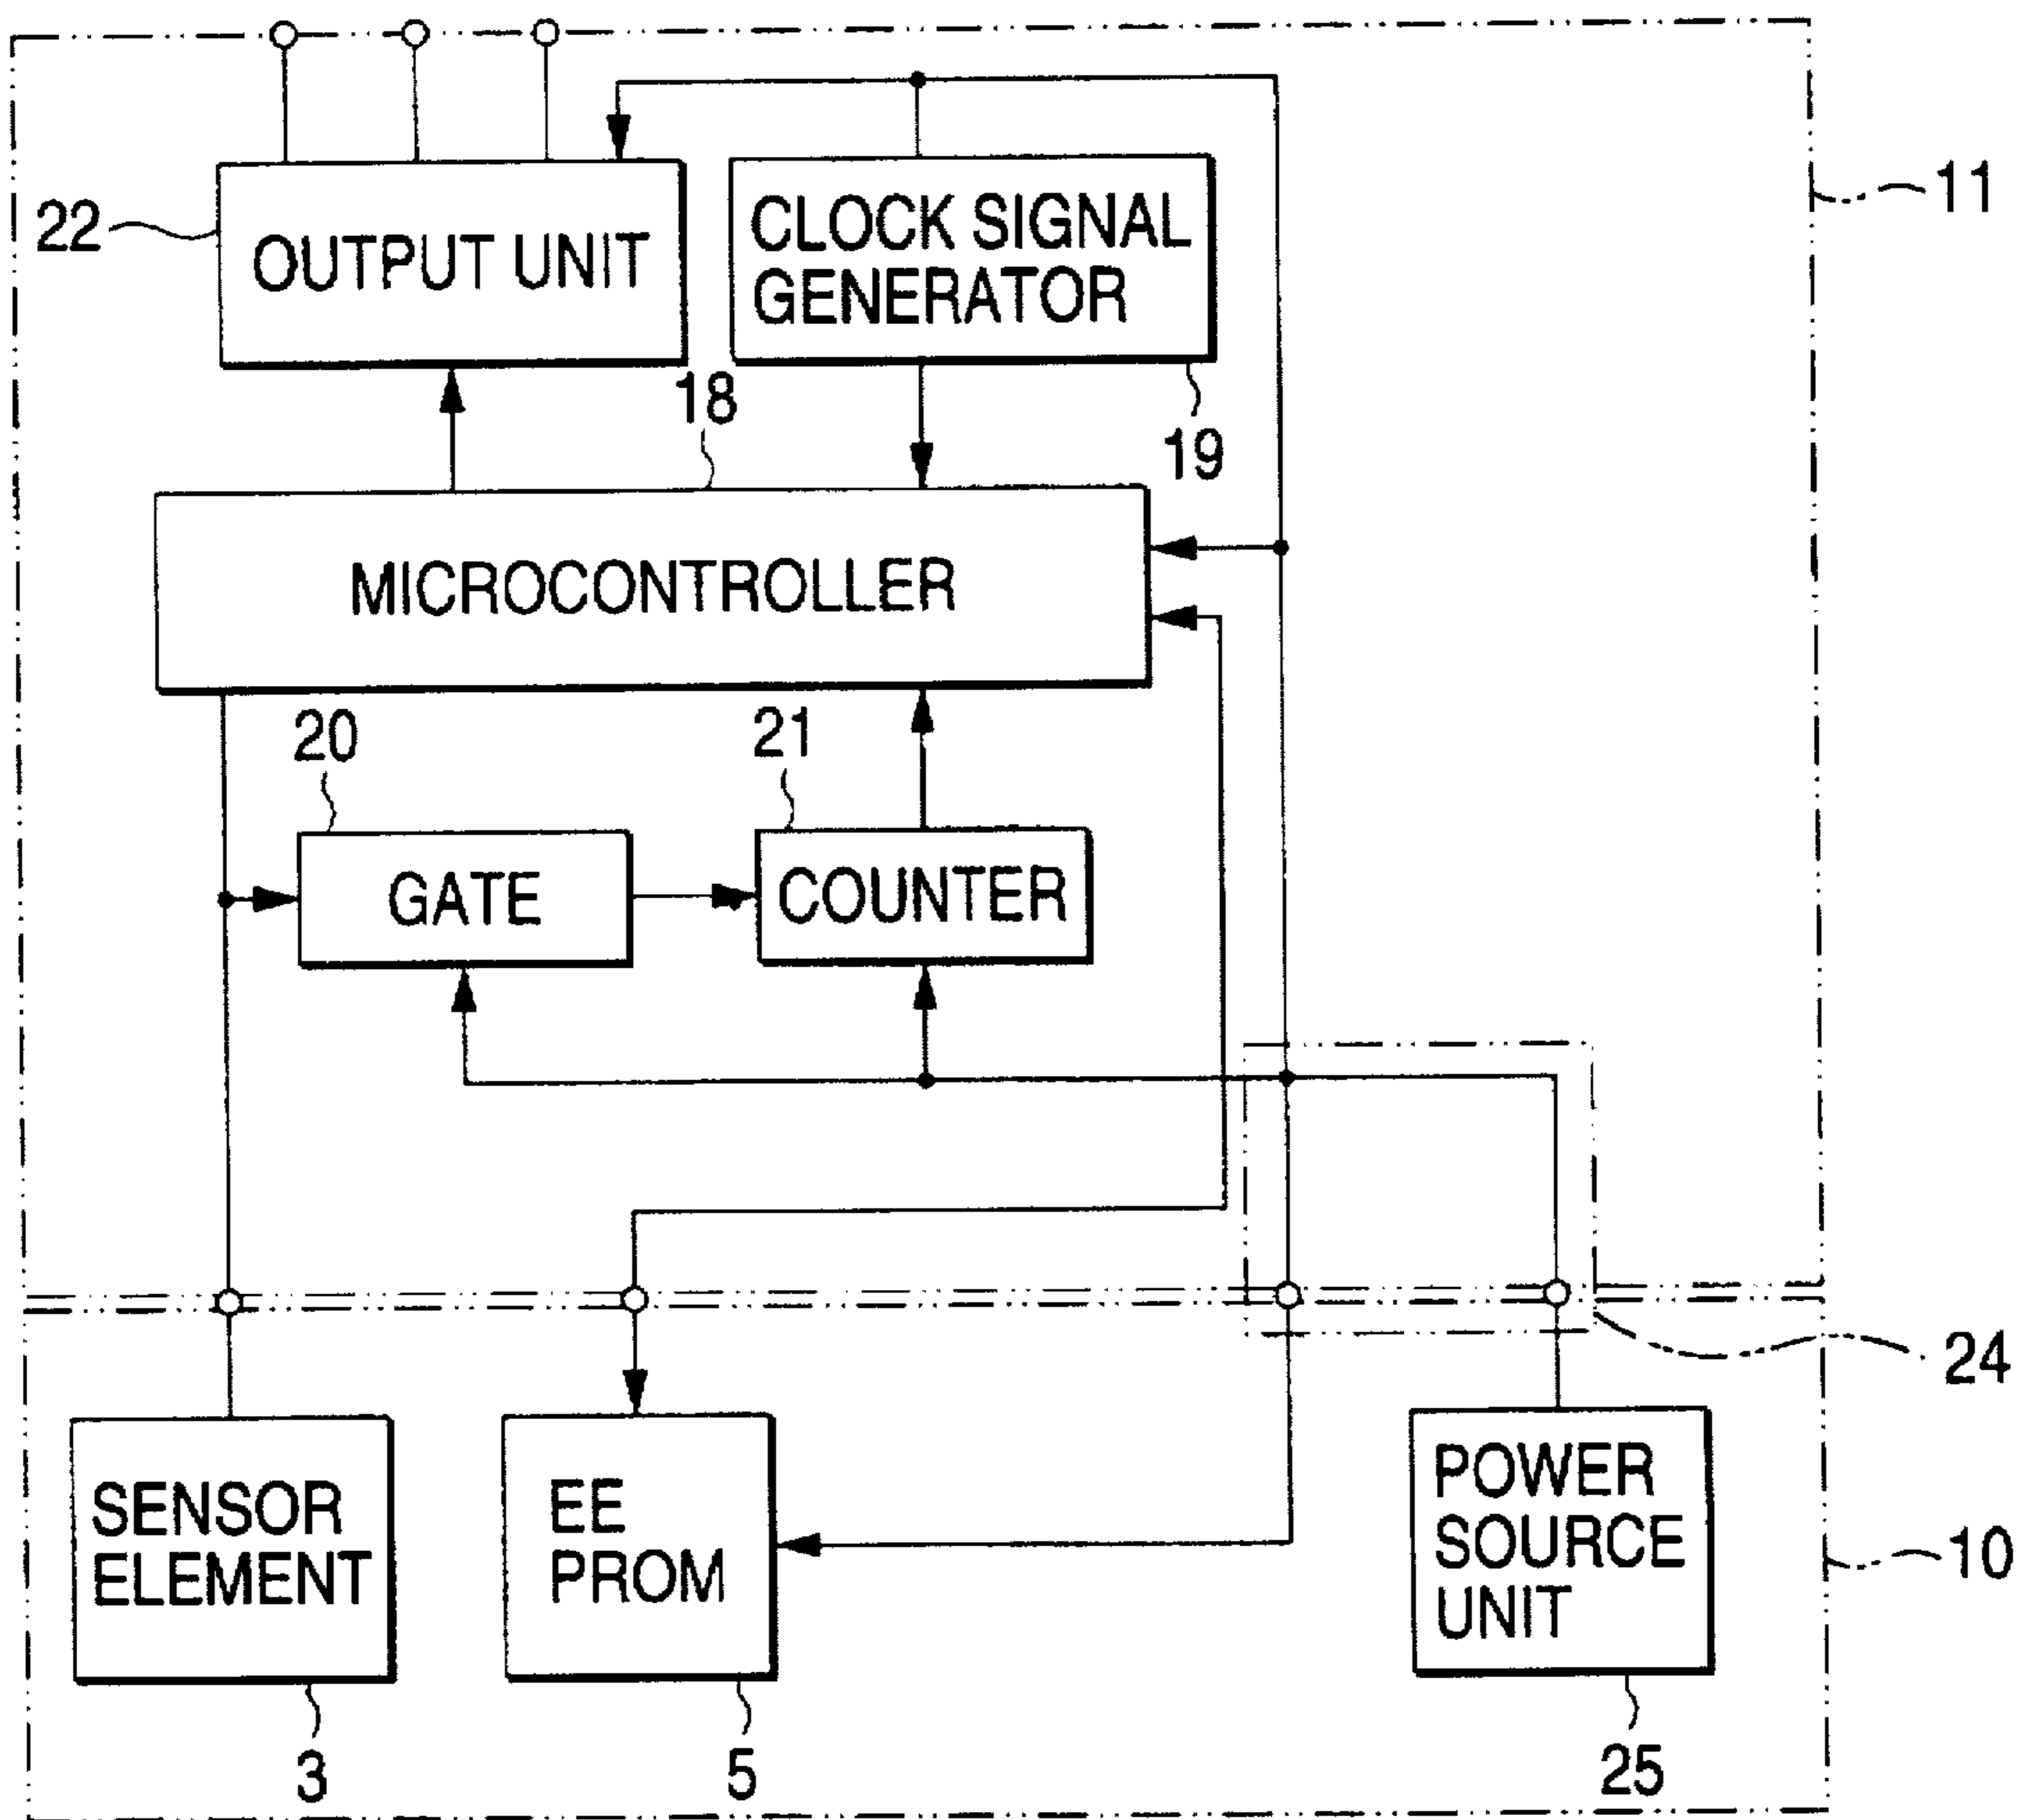 11
22
OUTPUT UNIT
CLOCK SIGNAL
GENERATOR
18
19
MICROCONTROLLER
20
21
GATE
COUNTER
24
SENSOR
ELEMENT
EE
PROM
POWER
SOURCE
UNIT
10
3
5
25